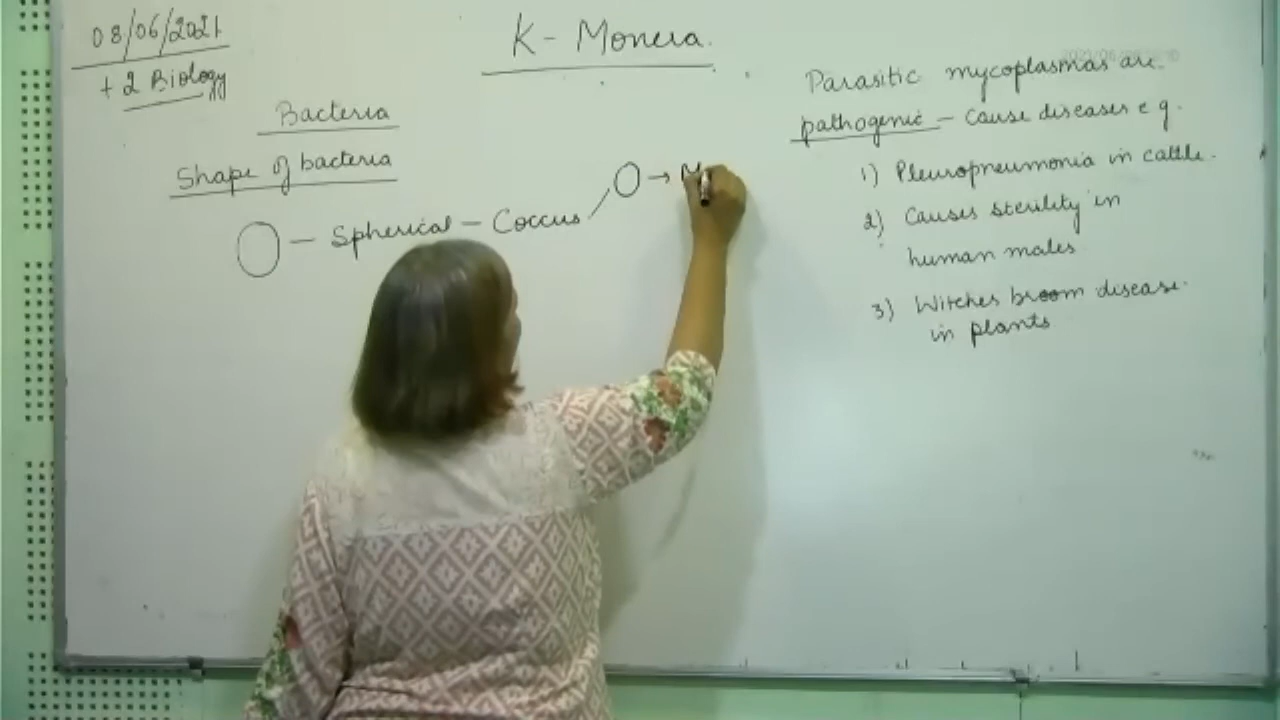 08/06/2021
+2 Biology
K- Monera.
Bacteria
Shape of bacteria
O — Spherical — Coccus
O → M
Parasitic mycoplasmas are
pathogenic — cause diseases e g.
1) Pleuropneumonia in cattle.
2) Causes sterility in
human males
3) Witches broom disease
in plants